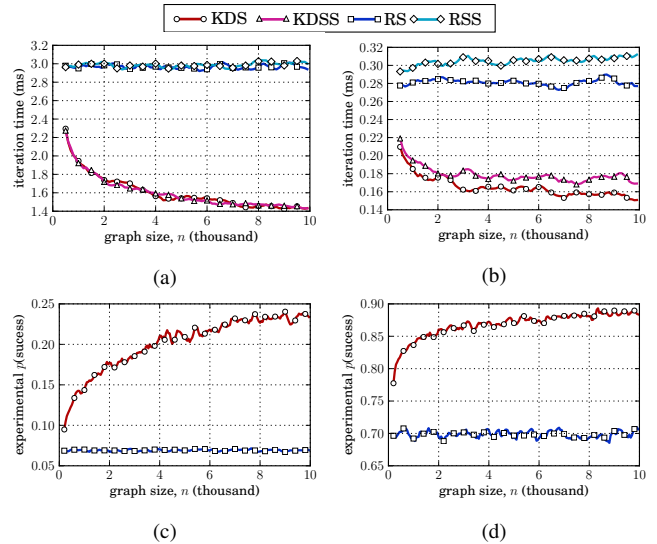 KDS KDSS RS RSS
3.2
3.0
2.8
2.6
2.4
2.2
2.0
1.8
1.6
1.4
iteration time (ms)
0 2 4 6 8 10
graph size, n (thousand)
(a)
0.32
0.30
0.28
0.26
0.24
0.22
0.20
0.18
0.16
0.14
iteration time (ms)
0 2 4 6 8 10
graph size, n (thousand)
(b)
0.25
0.20
0.15
0.10
0.05
experimental p(sucess)
0 2 4 6 8 10
graph size, n (thousand)
(c)
0.90
0.85
0.80
0.75
0.70
0.65
experimental p(sucess)
0 2 4 6 8 10
graph size, n (thousand)
(d)